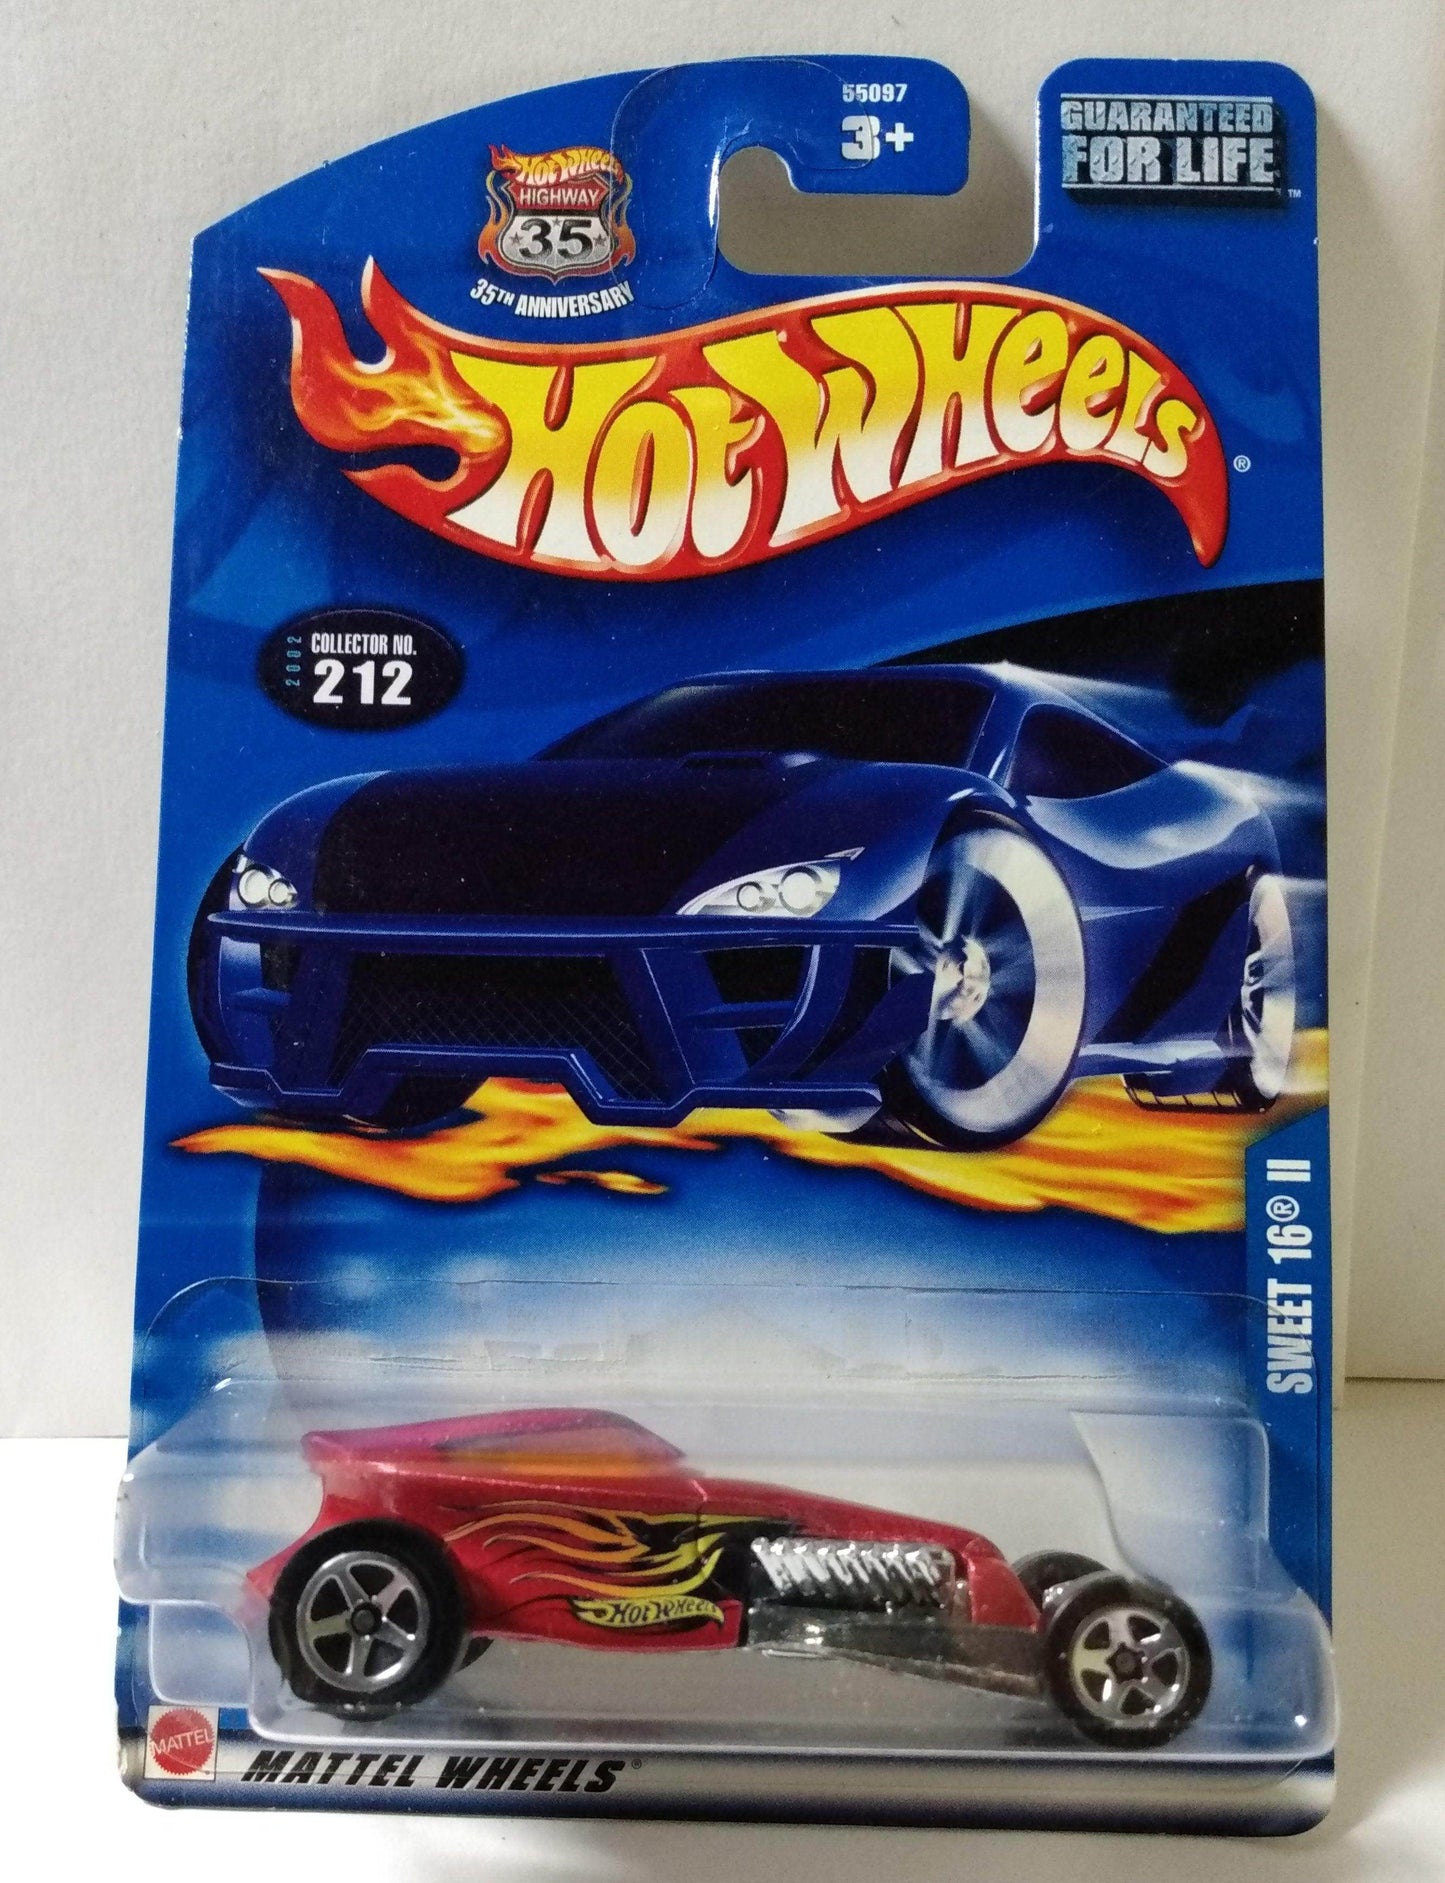 55097
3+
GUARANTEED
FOR LIFE™
Hot Wheels
HIGHWAY
35
35TH ANNIVERSARY
Hot Wheels®
2002
COLLECTOR NO.
212
SWEET 16® II
Hot Wheels
MATTEL
MATTEL WHEELS®